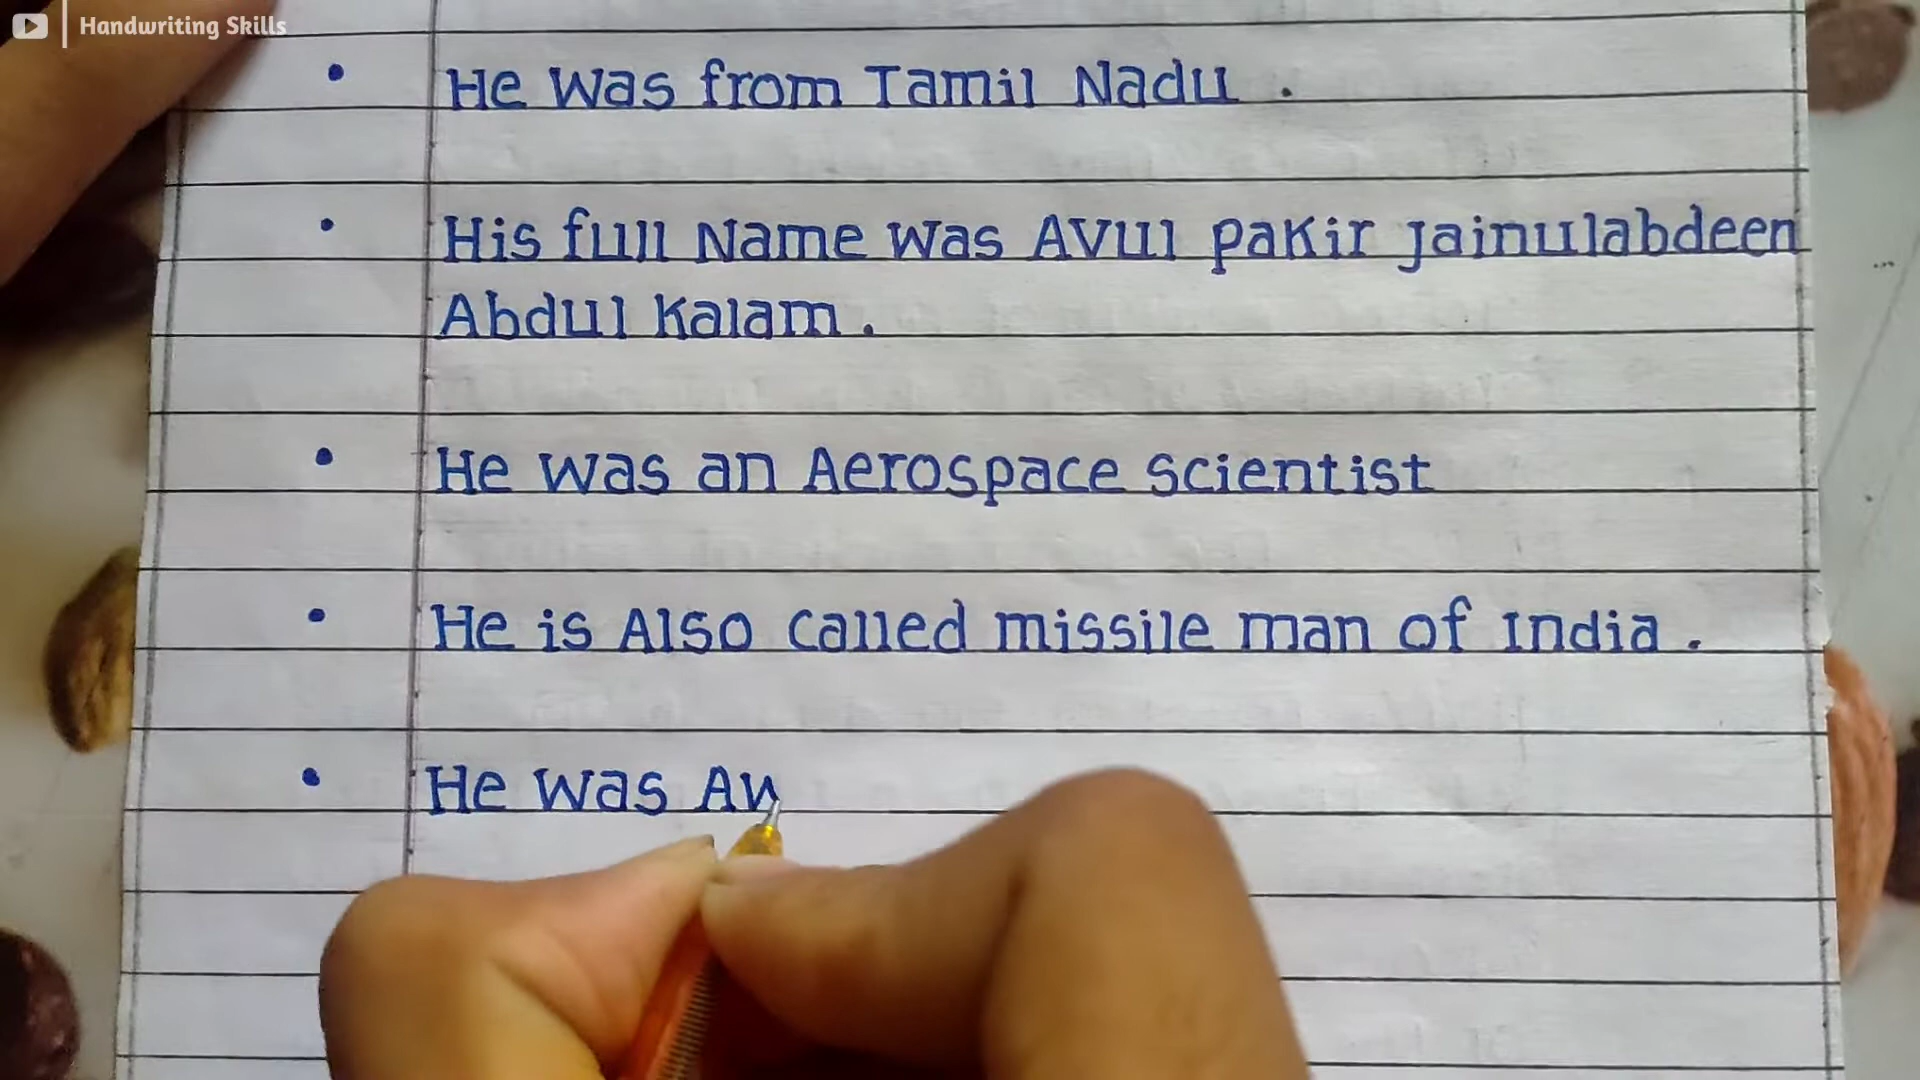 Handwriting Skills
• He was from Tamil Nadu .
• His full Name was Avul pakir Jainulabdeen
Abdul Kalam .
• He was an Aerospace scientist
• He is Also called missile man of India .
• He was Aw